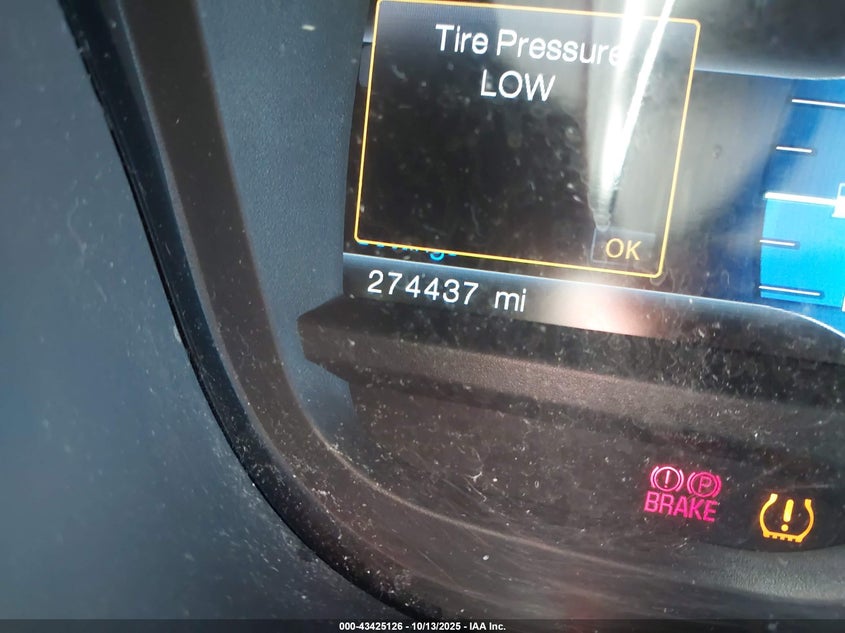 Tire Pressure
LOW
OK
274437 mi
BRAKE
000-43425126 - 10/13/2025 - IAA Inc.